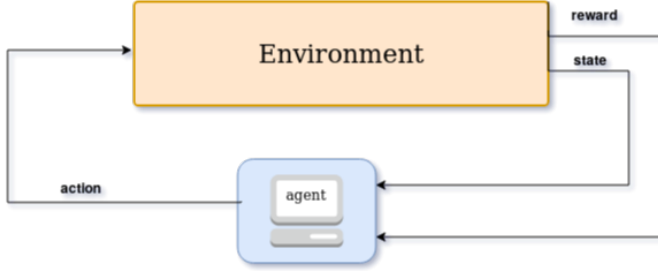 reward
Environment
state
agent
action